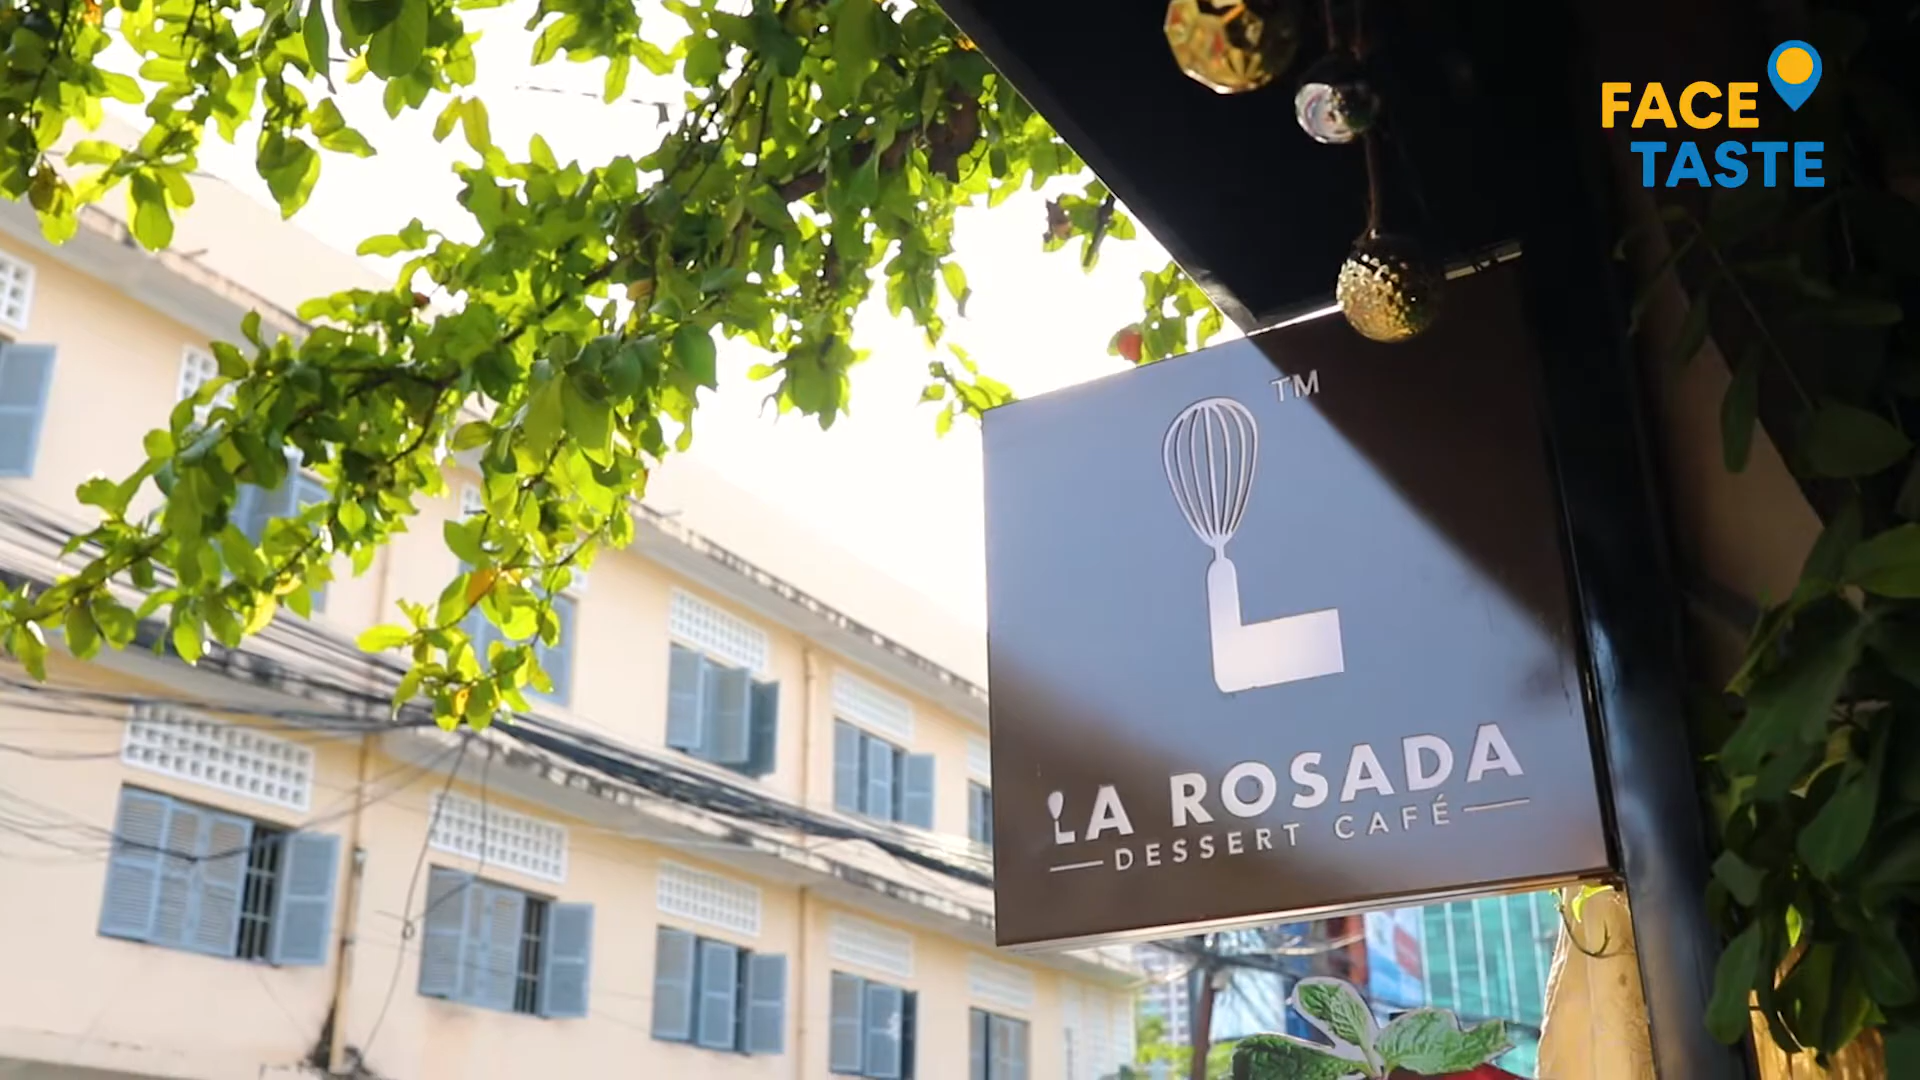 FACE
TASTE
TM
LA ROSADA
DESSERT CAFÉ